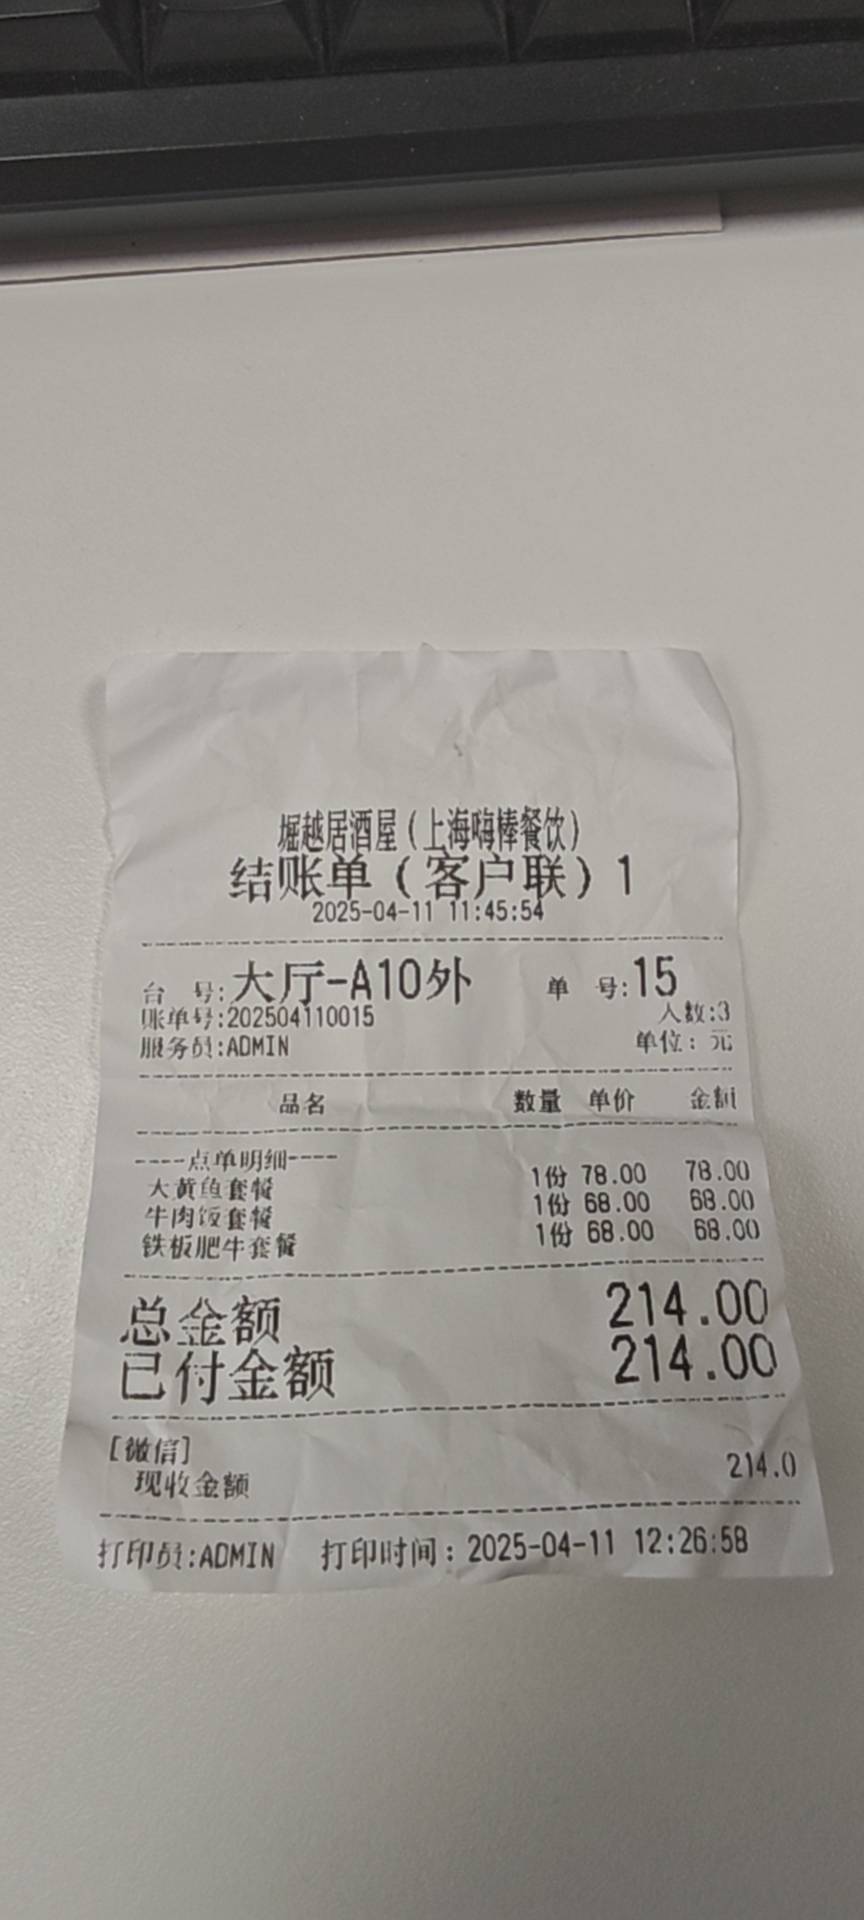 堀越居酒屋(上海嗨棒餐饮)
结账单(客户联)1
2025-04-11 11:45:54
台 号:大厅-A10外 单 号:15
账单号:202504110015 人数:3
服务员:ADMIN 单位:元
品名 数量 单价 金额
----点单明细----
大黄鱼套餐 1份 78.00 78.00
牛肉饭套餐 1份 68.00 68.00
铁板肥牛套餐 1份 68.00 68.00
总金额 214.00
已付金额 214.00
[微信]
现收金额 214.0
打印员:ADMIN 打印时间:2025-04-11 12:26:58